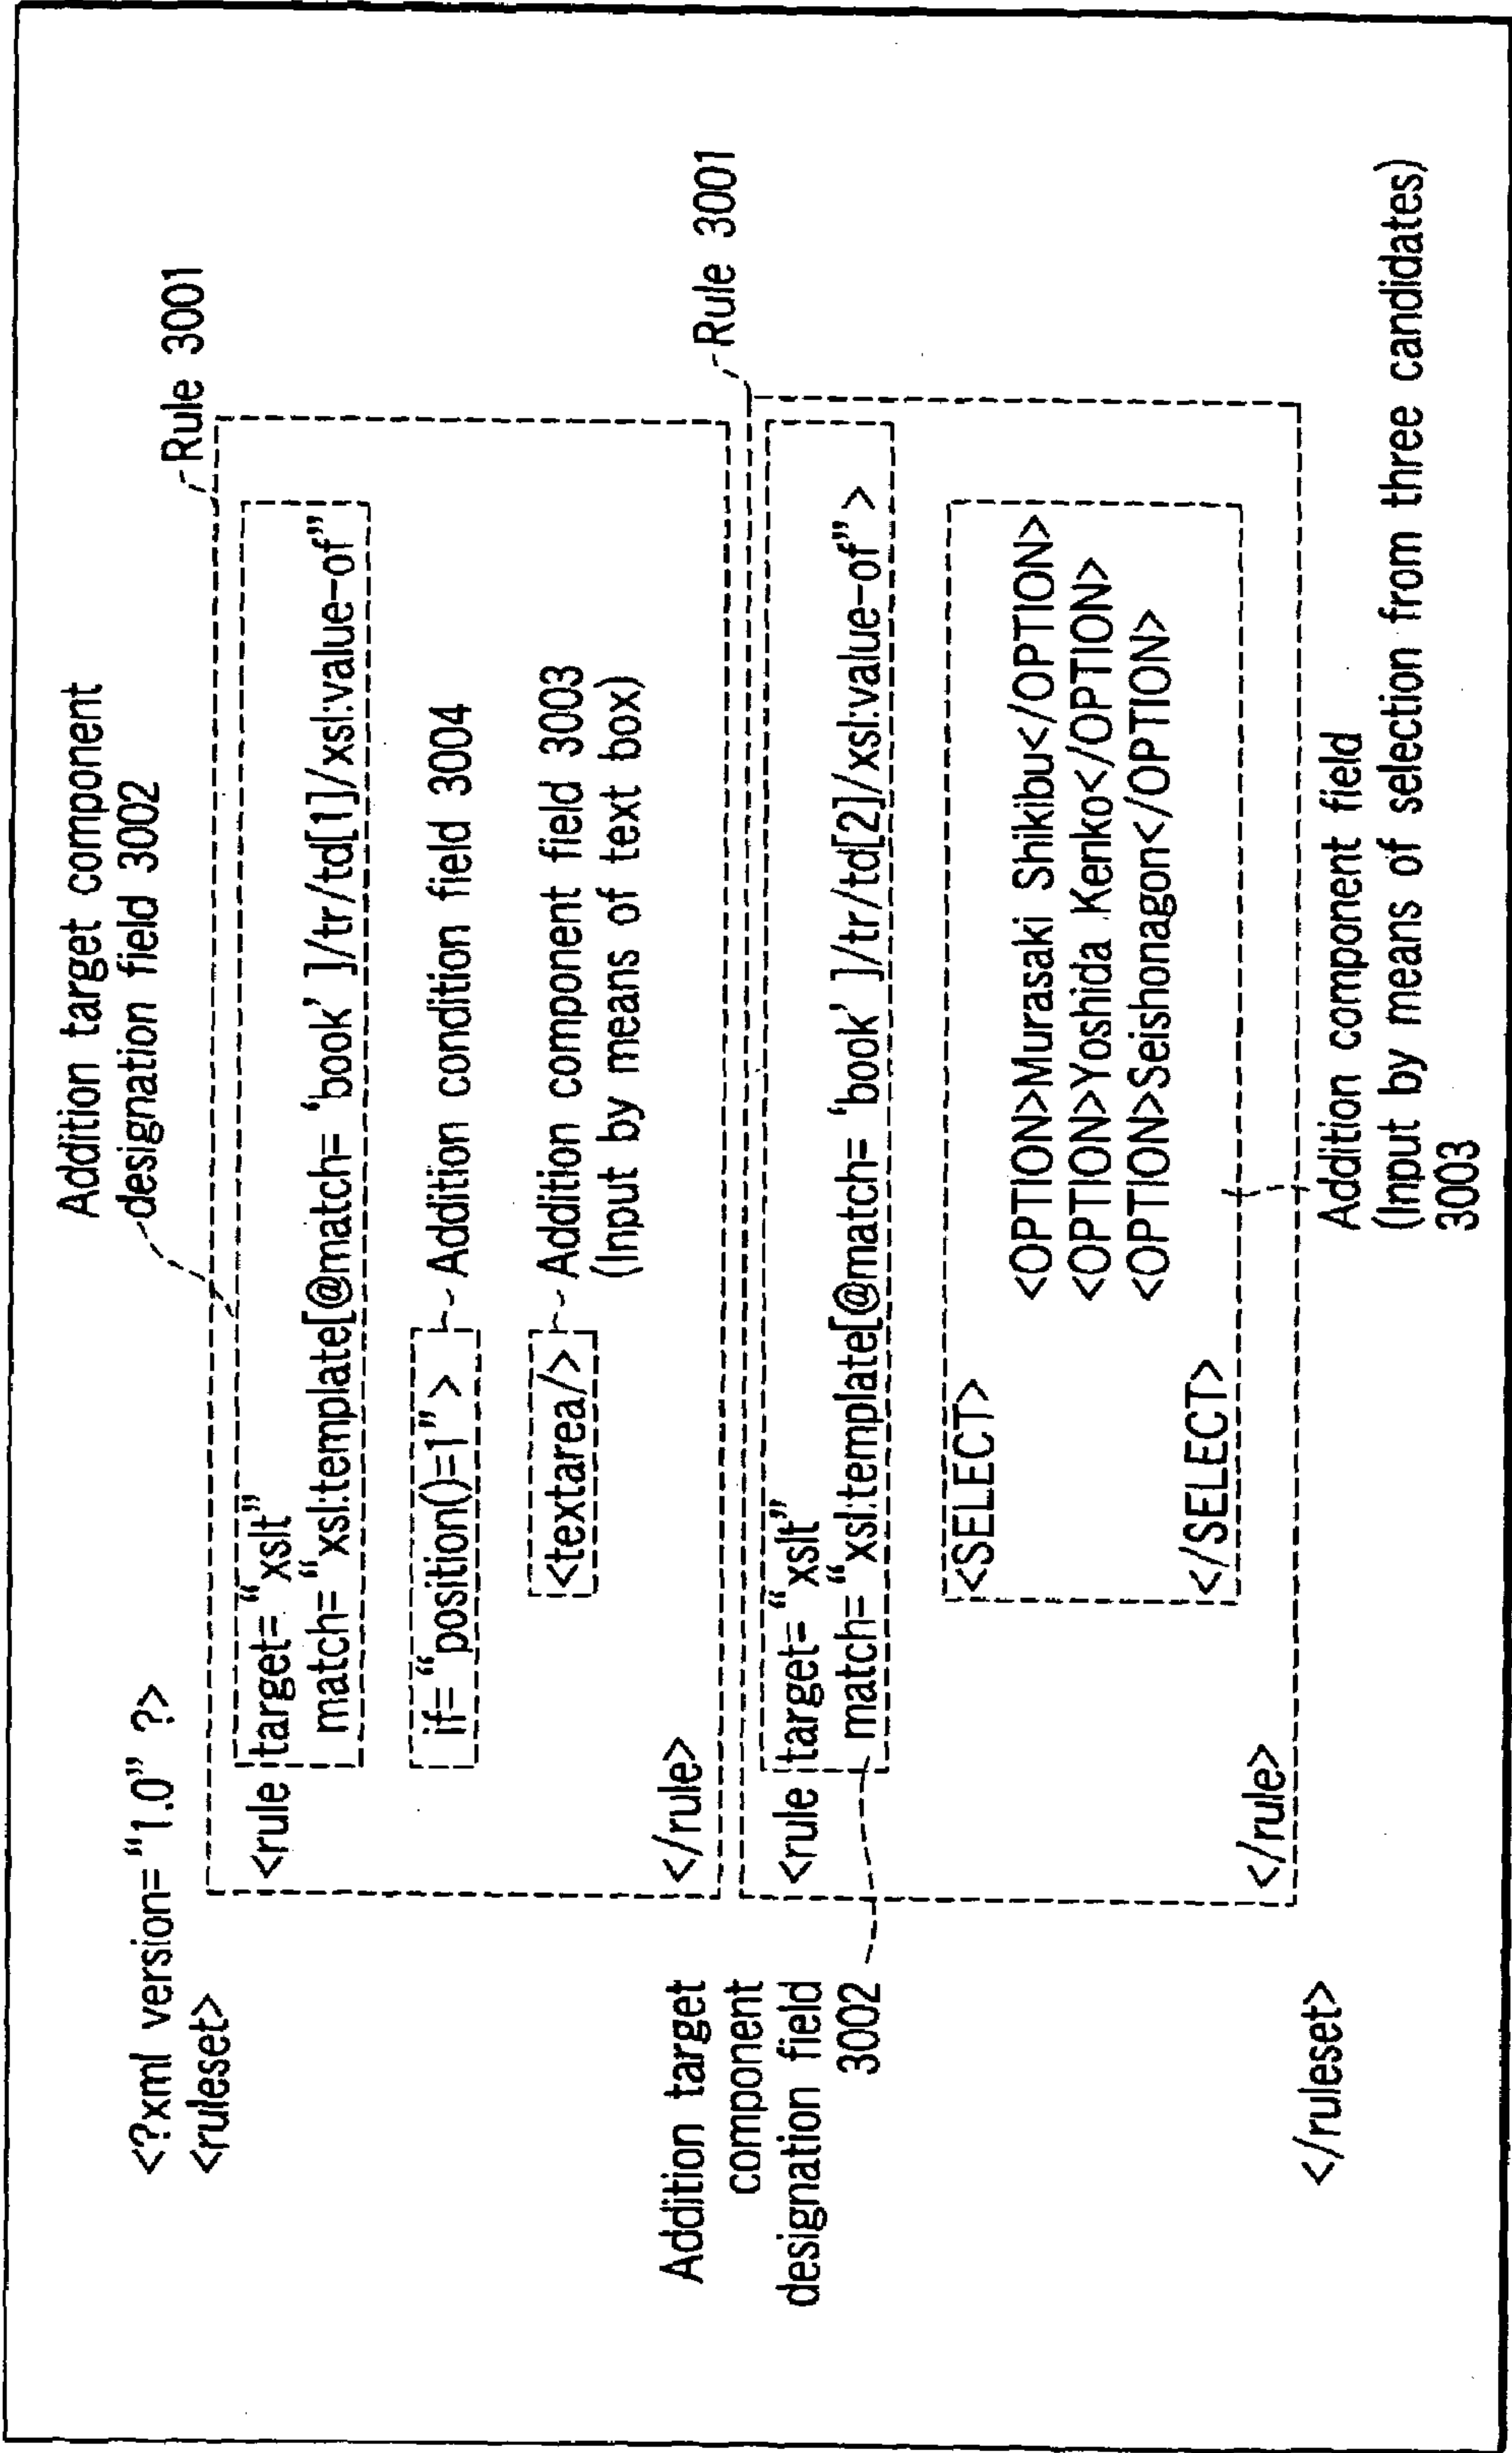 <?xml version=“1.0” ?>
<ruleset>
Addition target component
designation field 3002
Rule 3001
<rule target=“xslt”
match=“xsl:template[@match= ‘book’ ]/tr/td[1]/xsl:value-of”
if=“position()=1” >
Addition condition field 3004
<textarea/>
Addition component field 3003
(Input by means of text box)
</rule>
Rule 3001
Addition target
component
designation field
3002
<rule target=“xslt”
match=“xsl:template[@match= ‘book’ ]/tr/td[2]/xsl:value-of” >
<SELECT>
<OPTION>Murasaki Shikibu</OPTION>
<OPTION>Yoshida Kenko</OPTION>
<OPTION>Seishonagon</OPTION>
</SELECT>
</rule>
Addition component field
(Input by means of selection from three candidates)
3003
</ruleset>